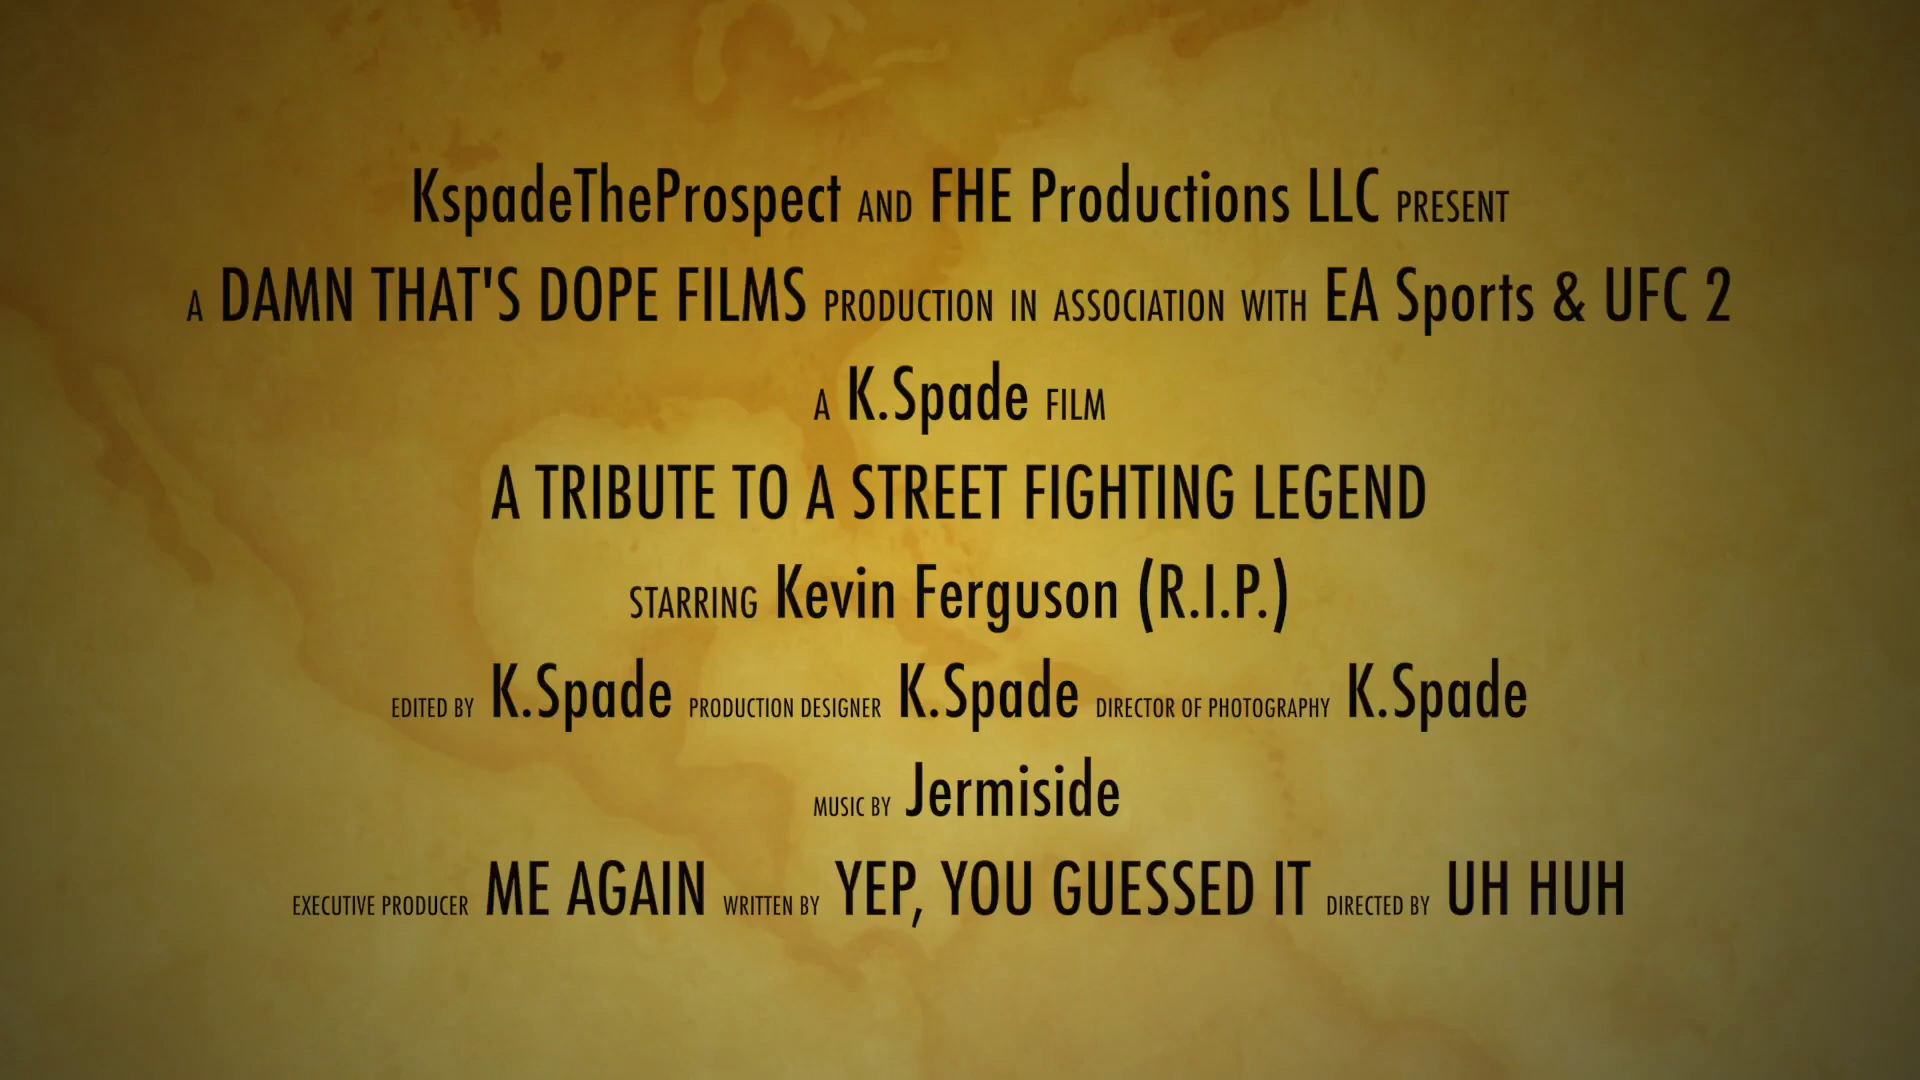 KspadeTheProspect AND FHE Productions LLC PRESENT
A DAMN THAT'S DOPE FILMS PRODUCTION IN ASSOCIATION WITH EA Sports & UFC 2
A K.Spade FILM
A TRIBUTE TO A STREET FIGHTING LEGEND
STARRING Kevin Ferguson (R.I.P.)
EDITED BY K.Spade PRODUCTION DESIGNER K.Spade DIRECTOR OF PHOTOGRAPHY K.Spade
MUSIC BY Jermiside
EXECUTIVE PRODUCER ME AGAIN WRITTEN BY YEP, YOU GUESSED IT DIRECTED BY UH HUH